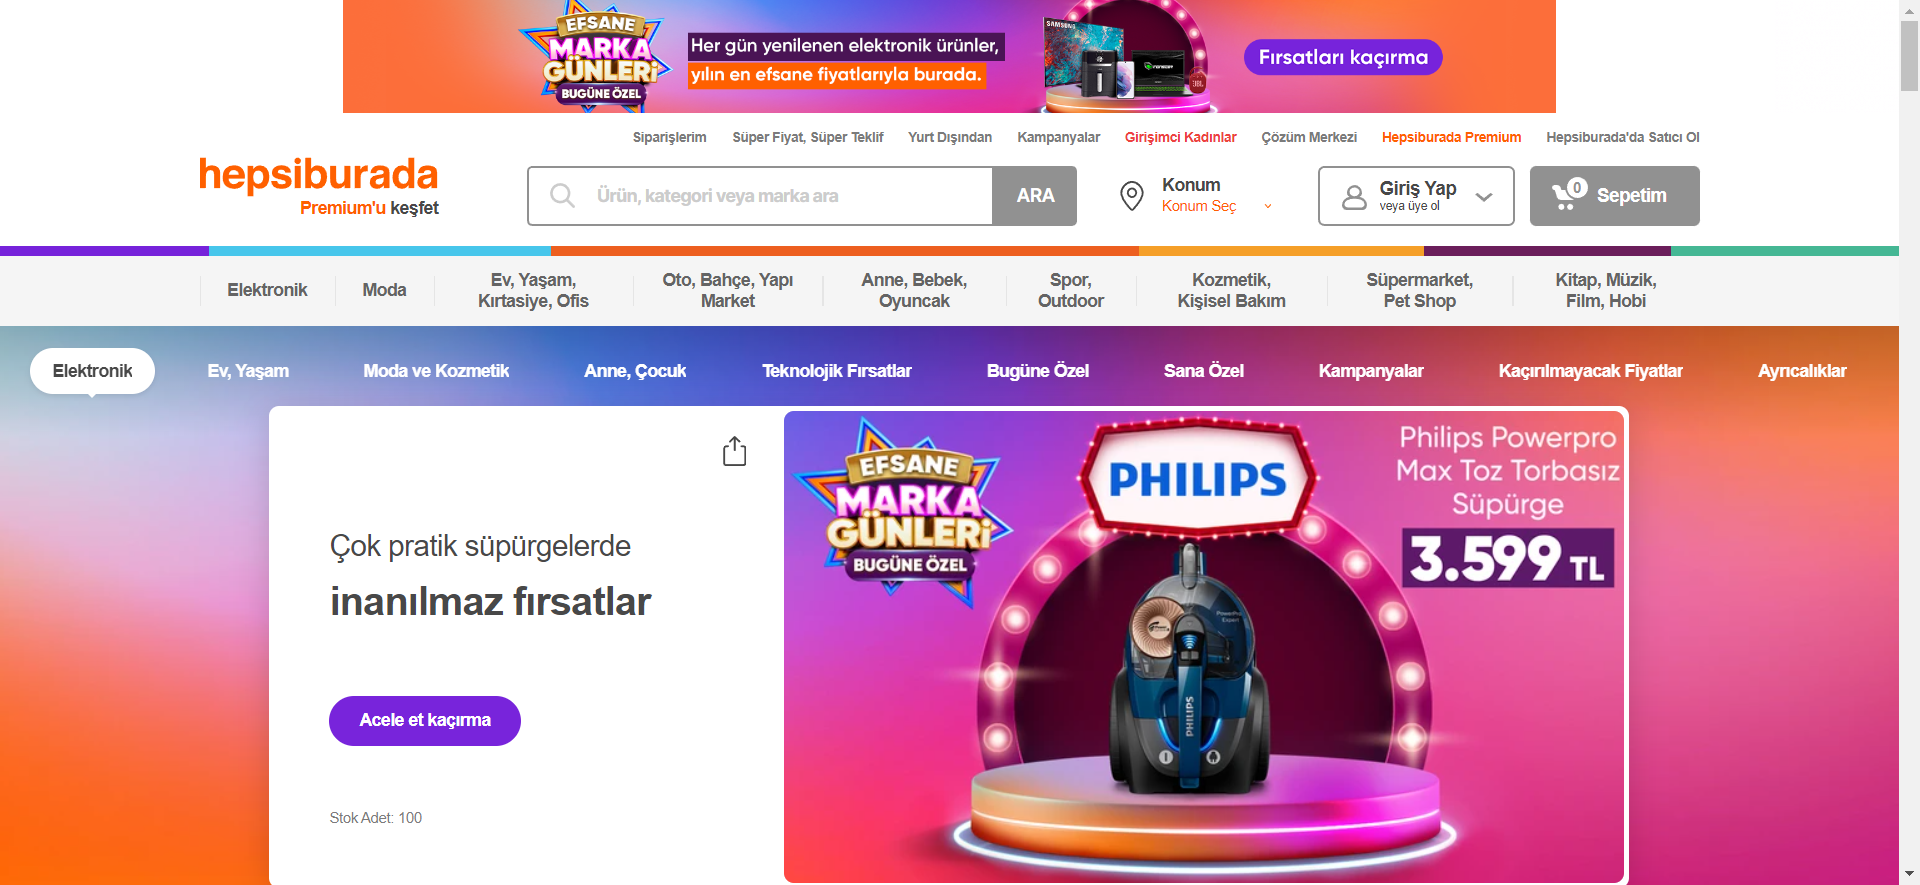 EFSANE
MARKA
GÜNLERİ
BUGÜNE ÖZEL
Her gün yenilenen elektronik ürünler,
yılın en efsane fiyatlarıyla burada.
SAMSUNG
JBL
Fırsatları kaçırma
Siparişlerim Süper Fiyat, Süper Teklif Yurt Dışından Kampanyalar Girişimci Kadınlar Çözüm Merkezi Hepsiburada Premium Hepsiburada'da Satıcı Ol
hepsiburada
Premium'u keşfet
Ürün, kategori veya marka ara
ARA
Konum
Konum Seç
Giriş Yap
veya üye ol
0
Sepetim
Elektronik
Moda
Ev, Yaşam,
Kırtasiye, Ofis
Oto, Bahçe, Yapı
Market
Anne, Bebek,
Oyuncak
Spor,
Outdoor
Kozmetik,
Kişisel Bakım
Süpermarket,
Pet Shop
Kitap, Müzik,
Film, Hobi
Elektronik Ev, Yaşam Moda ve Kozmetik Anne, Çocuk Teknolojik Fırsatlar Bugüne Özel Sana Özel Kampanyalar Kaçırılmayacak Fiyatlar Ayrıcalıklar
Çok pratik süpürgelerde
inanılmaz fırsatlar
Acele et kaçırma
Stok Adet: 100
EFSANE
MARKA
GÜNLERİ
BUGÜNE ÖZEL
PHILIPS
Philips Powerpro
Max Toz Torbasız
Süpürge
3.599 TL
PowerPro
Expert
PHILIPS